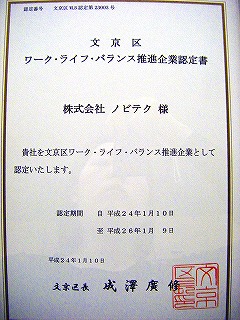 認定番号 文京区WLB認定第23003号
文京区
ワーク・ライフ・バランス推進企業認定書
株式会社 ノビテク 様
貴社を文京区ワーク・ライフ・バランス推進企業として
認定いたします。
認定期間 自 平成24年1月10日
至 平成26年1月 9日
平成24年1月10日
文京区長 成澤廣修